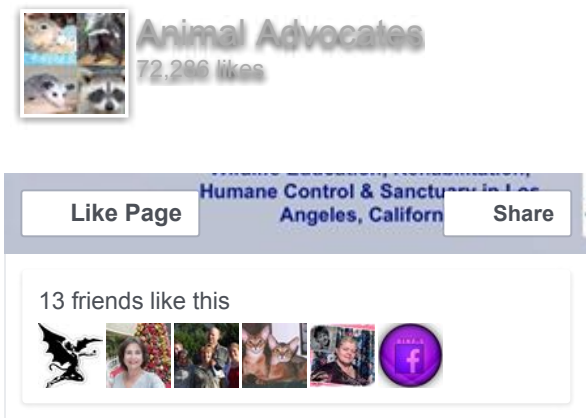 Animal Advocates
72,286 likes
Humane Control & Sanctuary in Los
Like Page
Angeles, Californ
Share
13 friends like this